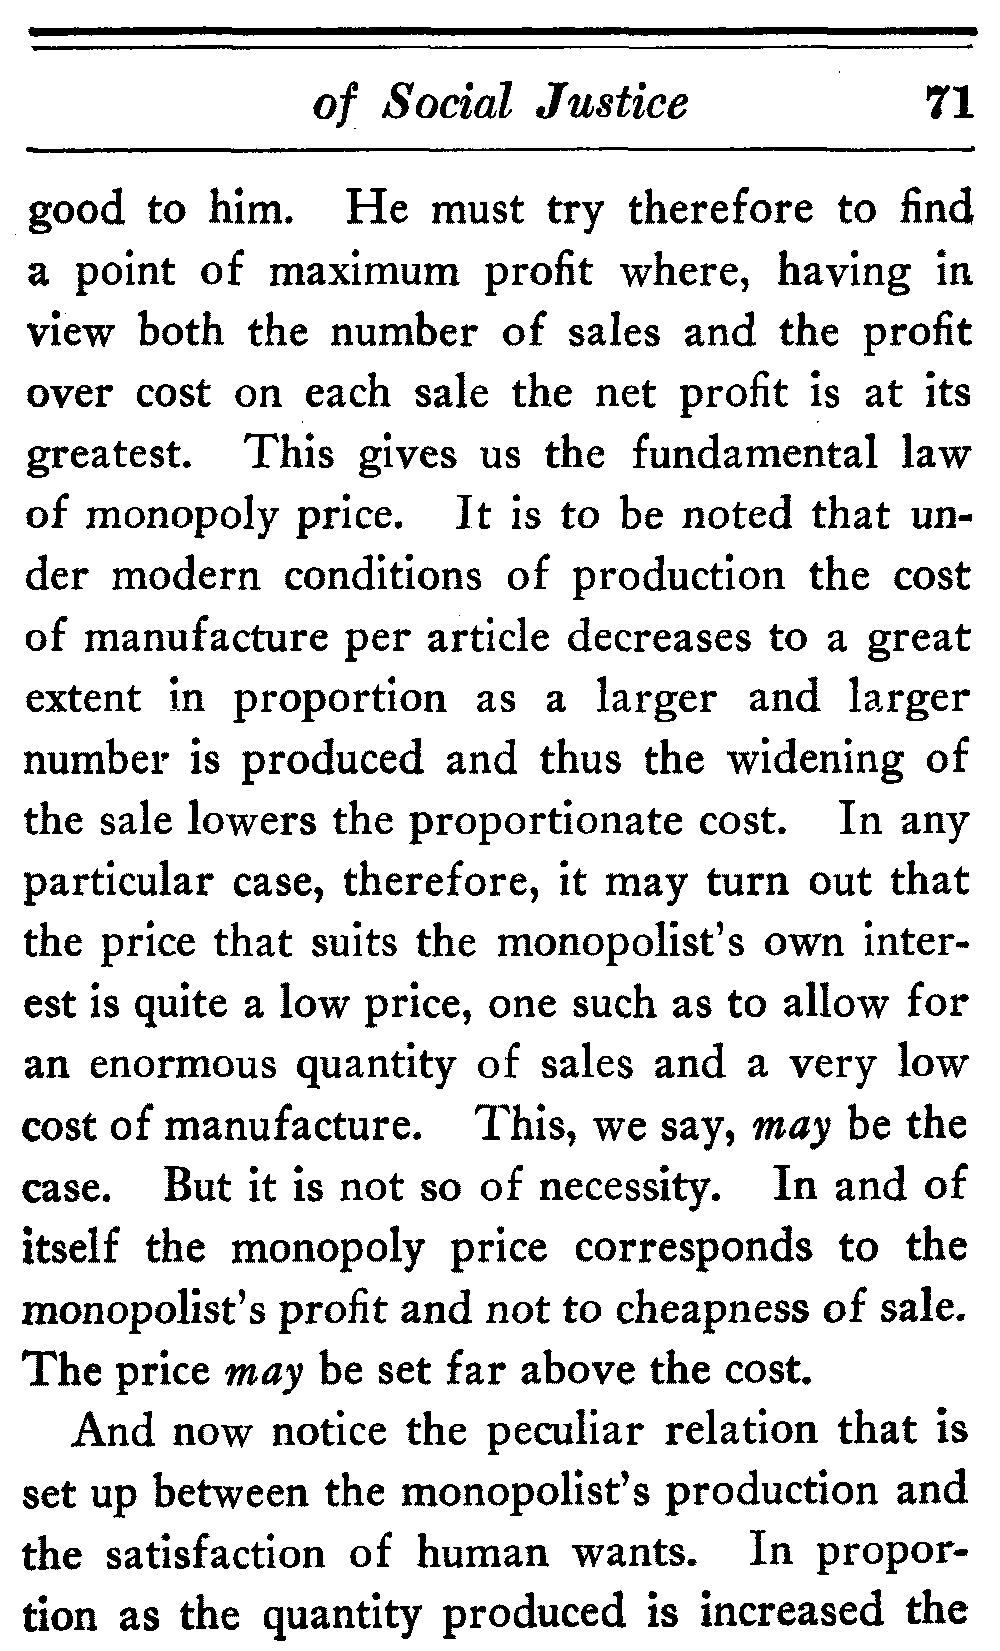 of Social Justice 71
good to him. He must try therefore to find
a point of maximum profit where, having in
view both the number of sales and the profit
over cost on each sale the net profit is at its
greatest. This gives us the fundamental law
of monopoly price. It is to be noted that un-
der modern conditions of production the cost
of manufacture per article decreases to a great
extent in proportion as a larger and larger
number is produced and thus the widening of
the sale lowers the proportionate cost. In any
particular case, therefore, it may turn out that
the price that suits the monopolist's own inter-
est is quite a low price, one such as to allow for
an enormous quantity of sales and a very low
cost of manufacture. This, we say, may be the
case. But it is not so of necessity. In and of
itself the monopoly price corresponds to the
monopolist's profit and not to cheapness of sale.
The price may be set far above the cost.
And now notice the peculiar relation that is
set up between the monopolist's production and
the satisfaction of human wants. In propor-
tion as the quantity produced is increased the